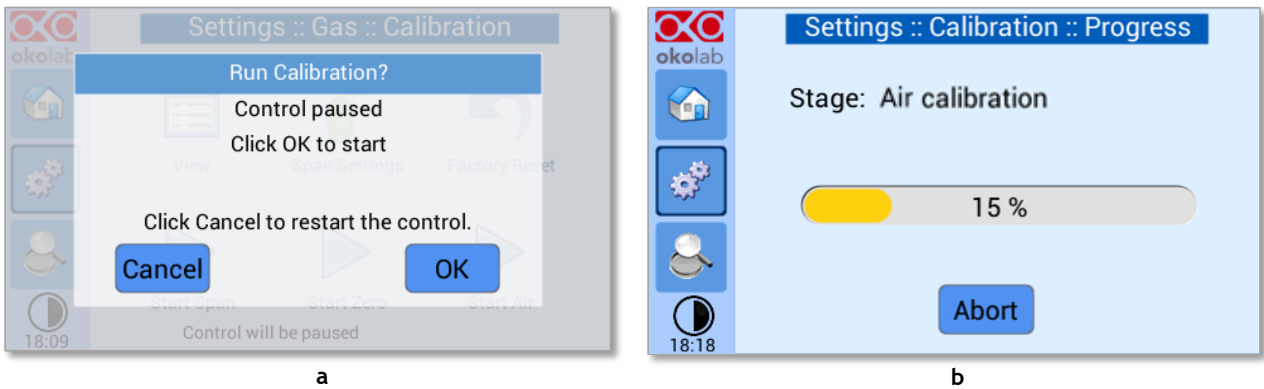 okolab
Settings :: Gas :: Calibration
Run Calibration?
Control paused
Click OK to start
View
Span Settings
Factory Reset
Click Cancel to restart the control.
Cancel
OK
Start Span
Start Zero
Start Air
Control will be paused
18:09
a
okolab
Settings :: Calibration :: Progress
Stage: Air calibration
15 %
Abort
18:18
b